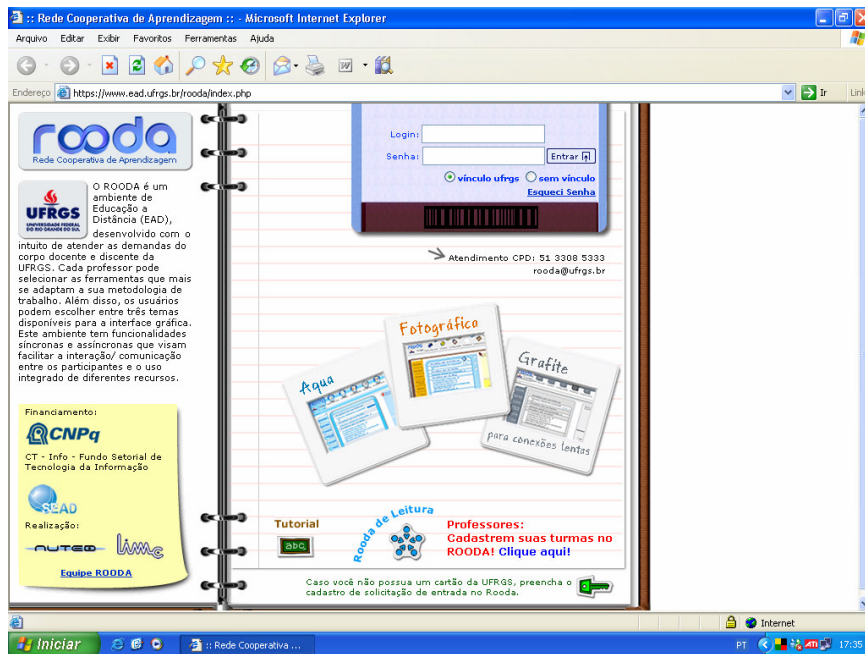 :: Rede Cooperativa de Aprendizagem :: - Microsoft Internet Explorer
Arquivo Editar Exibir Favoritos Ferramentas Ajuda
Endereço https://www.ead.ufrgs.br/rooda/index.php Ir Link
rooda
Rede Cooperativa de Aprendizagem
UFRGS
UNIVERSIDADE FEDERAL
DO RIO GRANDE DO SUL
O ROODA é um
ambiente de
Educação a
Distância (EAD),
desenvolvido com o
intuito de atender as demandas do
corpo docente e discente da
UFRGS. Cada professor pode
selecionar as ferramentas que mais
se adaptam a sua metodologia de
trabalho. Além disso, os usuários
podem escolher entre três temas
disponíveis para a interface gráfica.
Este ambiente tem funcionalidades
síncronas e assíncronas que visam
facilitar a interação/ comunicação
entre os participantes e o uso
integrado de diferentes recursos.
Financiamento:
CNPq
CT - Info - Fundo Setorial de
Tecnologia da Informação
SEAD
Realização:
NUTED
Equipe ROODA
Login:
Senha: Entrar
vínculo ufrgs sem vínculo
Esqueci Senha
Atendimento CPD: 51 3308 5333
rooda@ufrgs.br
Aqua
Fotográfico
Grafite
para conexões lentas
Tutorial
abc
Rooda de Leitura
Professores:
Cadastrem suas turmas no
ROODA! Clique aqui!
Caso você não possua um cartão da UFRGS, preencha o
cadastro de solicitação de entrada no Rooda.
Internet
Iniciar
:: Rede Cooperativa ...
PT 17:35